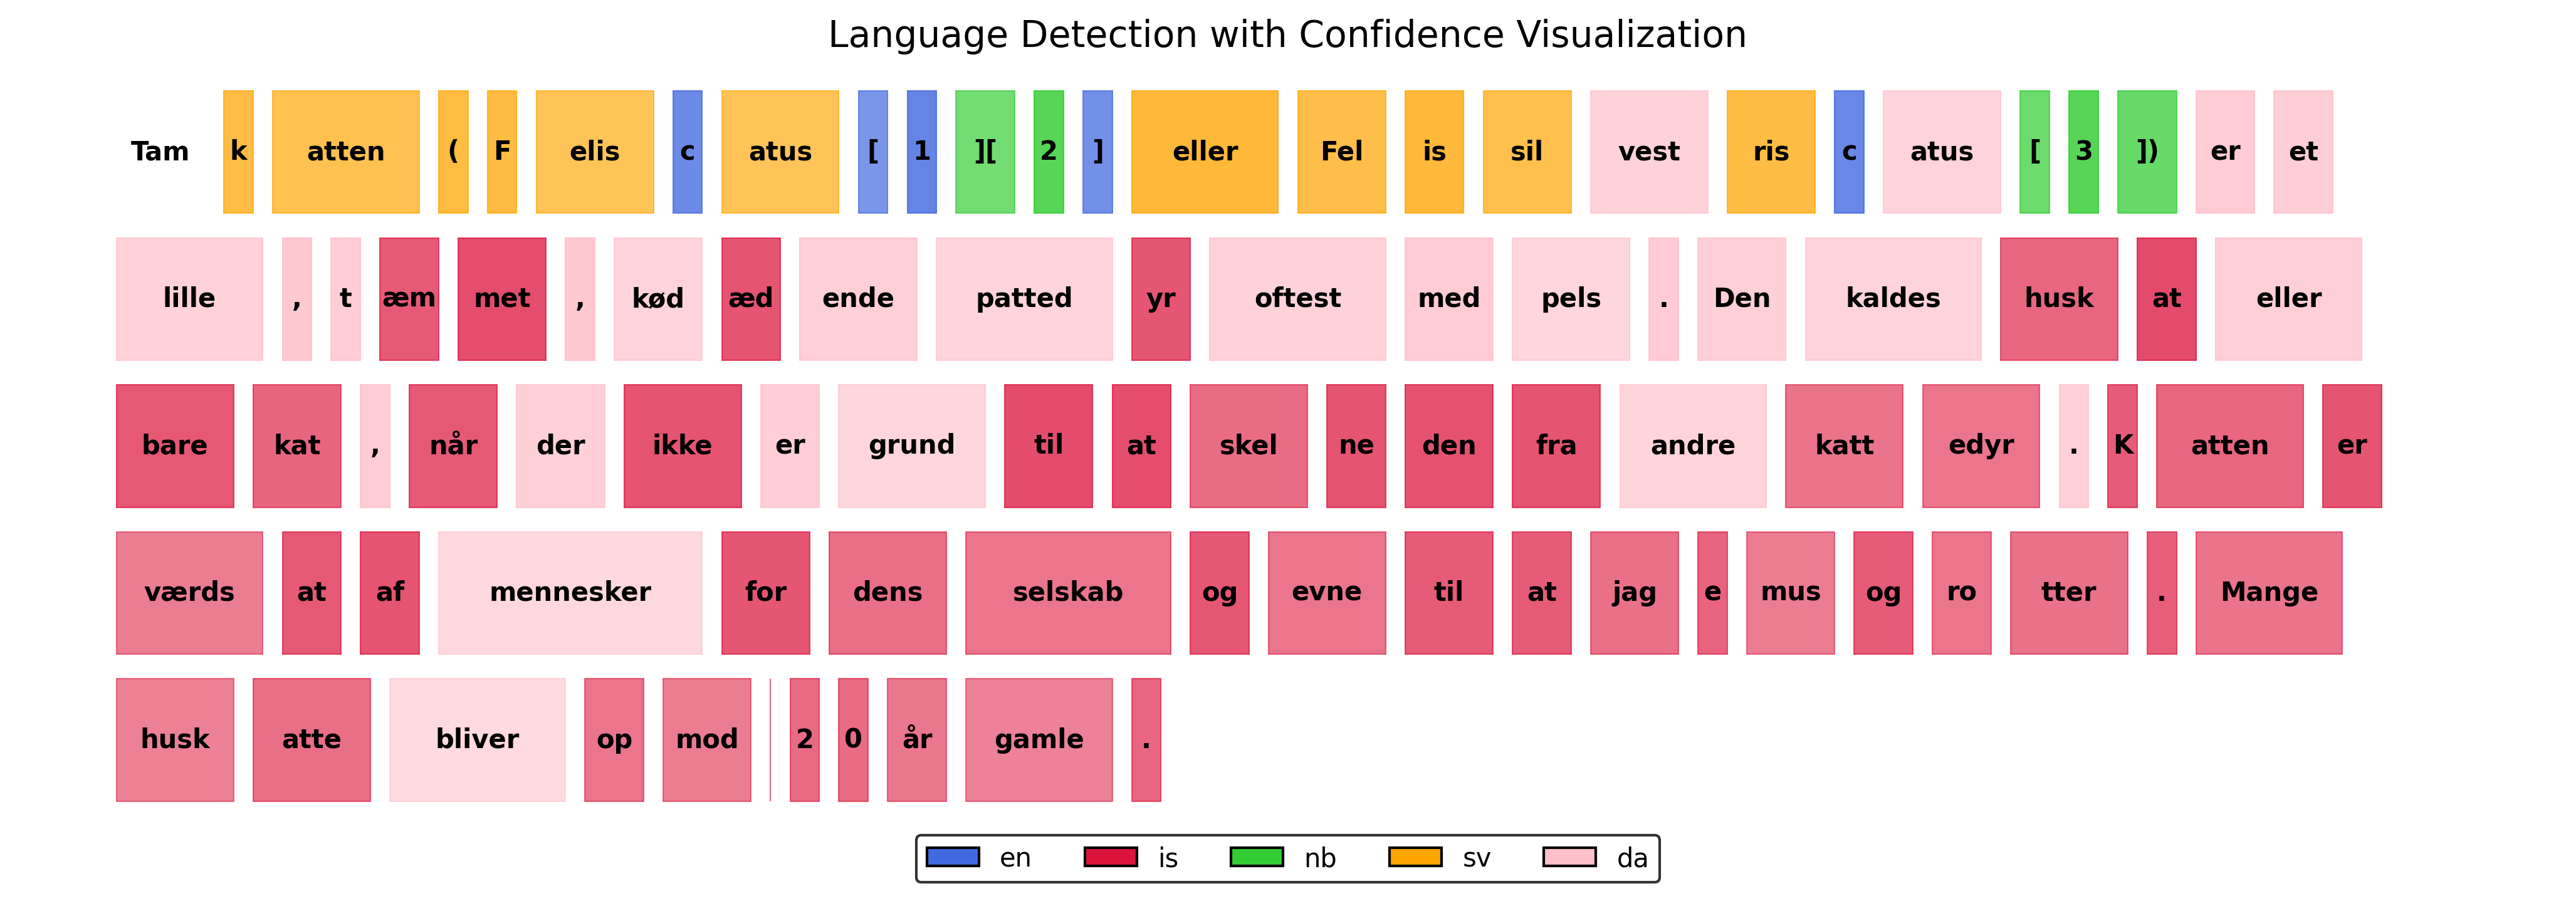 Language Detection with Confidence Visualization
Tam k atten ( F elis c atus [ 1 ][ 2 ] eller Fel is sil vest ris c atus [ 3 ]) er et
lille , t æm met , kød æd ende patted yr oftest med pels . Den kaldes husk at eller
bare kat , når der ikke er grund til at skel ne den fra andre katt edyr . K atten er
værds at af mennesker for dens selskab og evne til at jag e mus og ro tter . Mange
husk atte bliver op mod 2 0 år gamle .
en is nb sv da